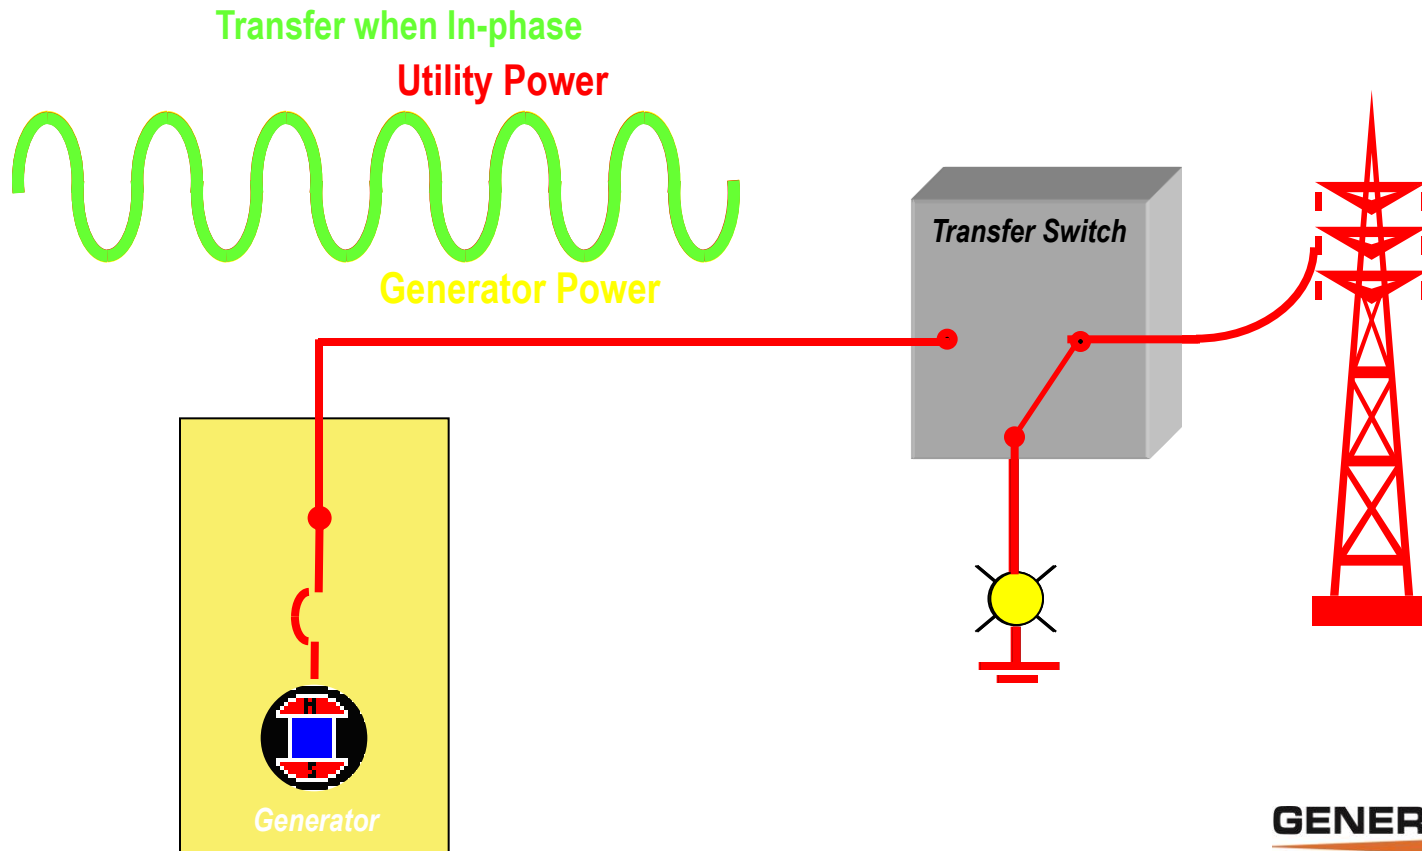 Transfer when In-phase
Utility Power
Generator Power
Transfer Switch
N
S
Generator
GENER